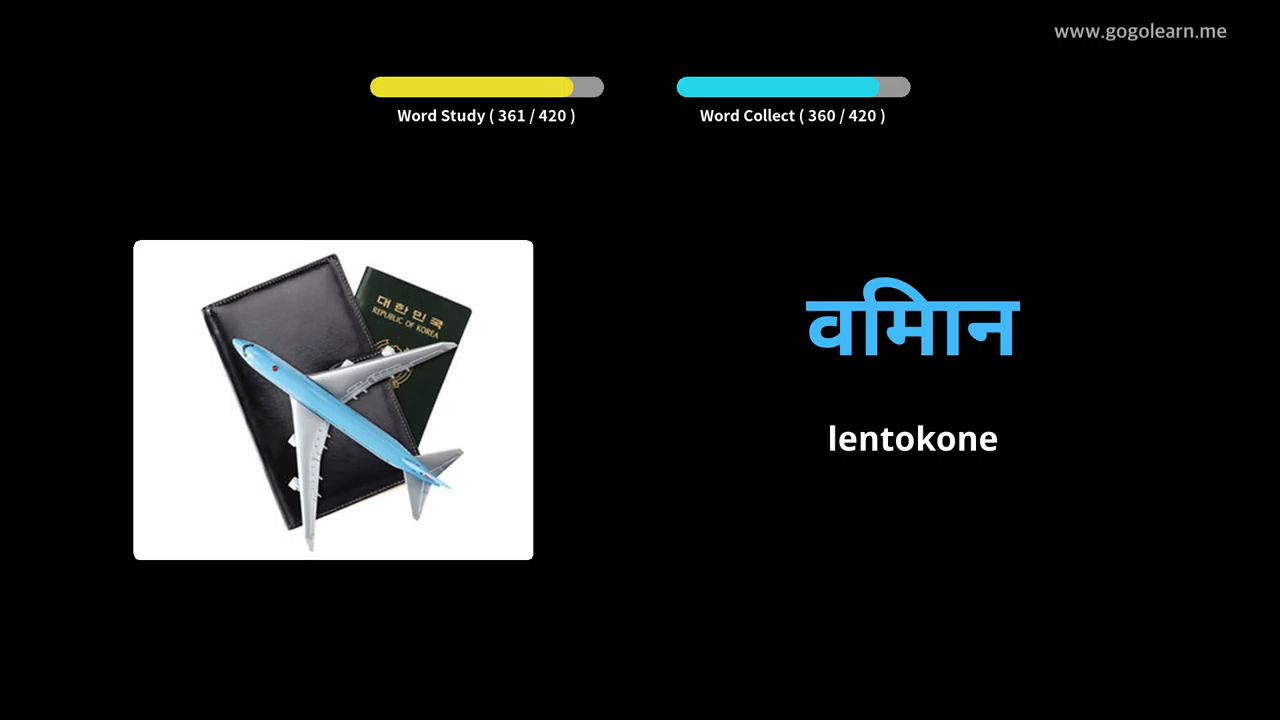 www.gogolearn.me
Word Study ( 361 / 420 )
Word Collect ( 360 / 420 )
대한민국
REPUBLIC OF KOREA
विमान
lentokone